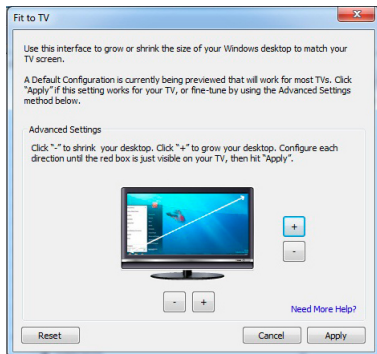 Fit to TV
Use this interface to grow or shrink the size of your Windows desktop to match your
TV screen.
A Default Configuration is currently being previewed that will work for most TVs. Click
"Apply" if this setting works for your TV, or fine-tune by using the Advanced Settings
method below.
Advanced Settings
Click "-" to shrink your desktop. Click "+" to grow your desktop. Configure each
direction until the red box is just visible on your TV, then hit "Apply".
+
-
- +
Need More Help?
Reset Cancel Apply